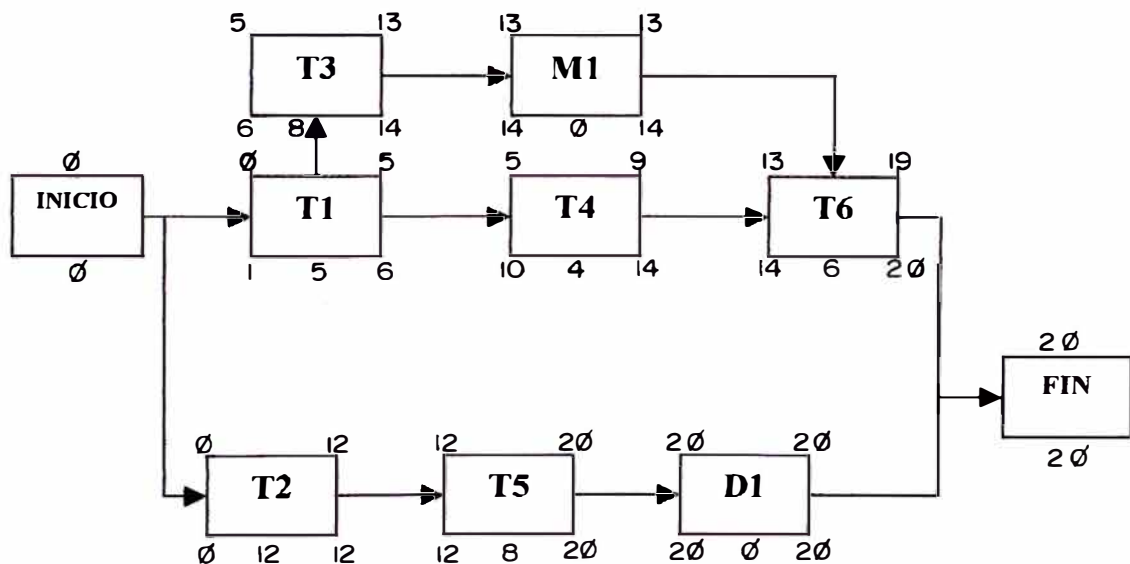 5 13 13 13
T3 M1
6 8 14 14 Ø 14
Ø Ø 5 5 9 13 19
INICIO T1 T4 T6
Ø 1 5 6 10 4 14 14 6 2Ø
2Ø
FIN
2Ø
Ø 12 12 2Ø 2Ø 2Ø
T2 T5 D1
Ø 12 12 12 8 2Ø 2Ø Ø 2Ø